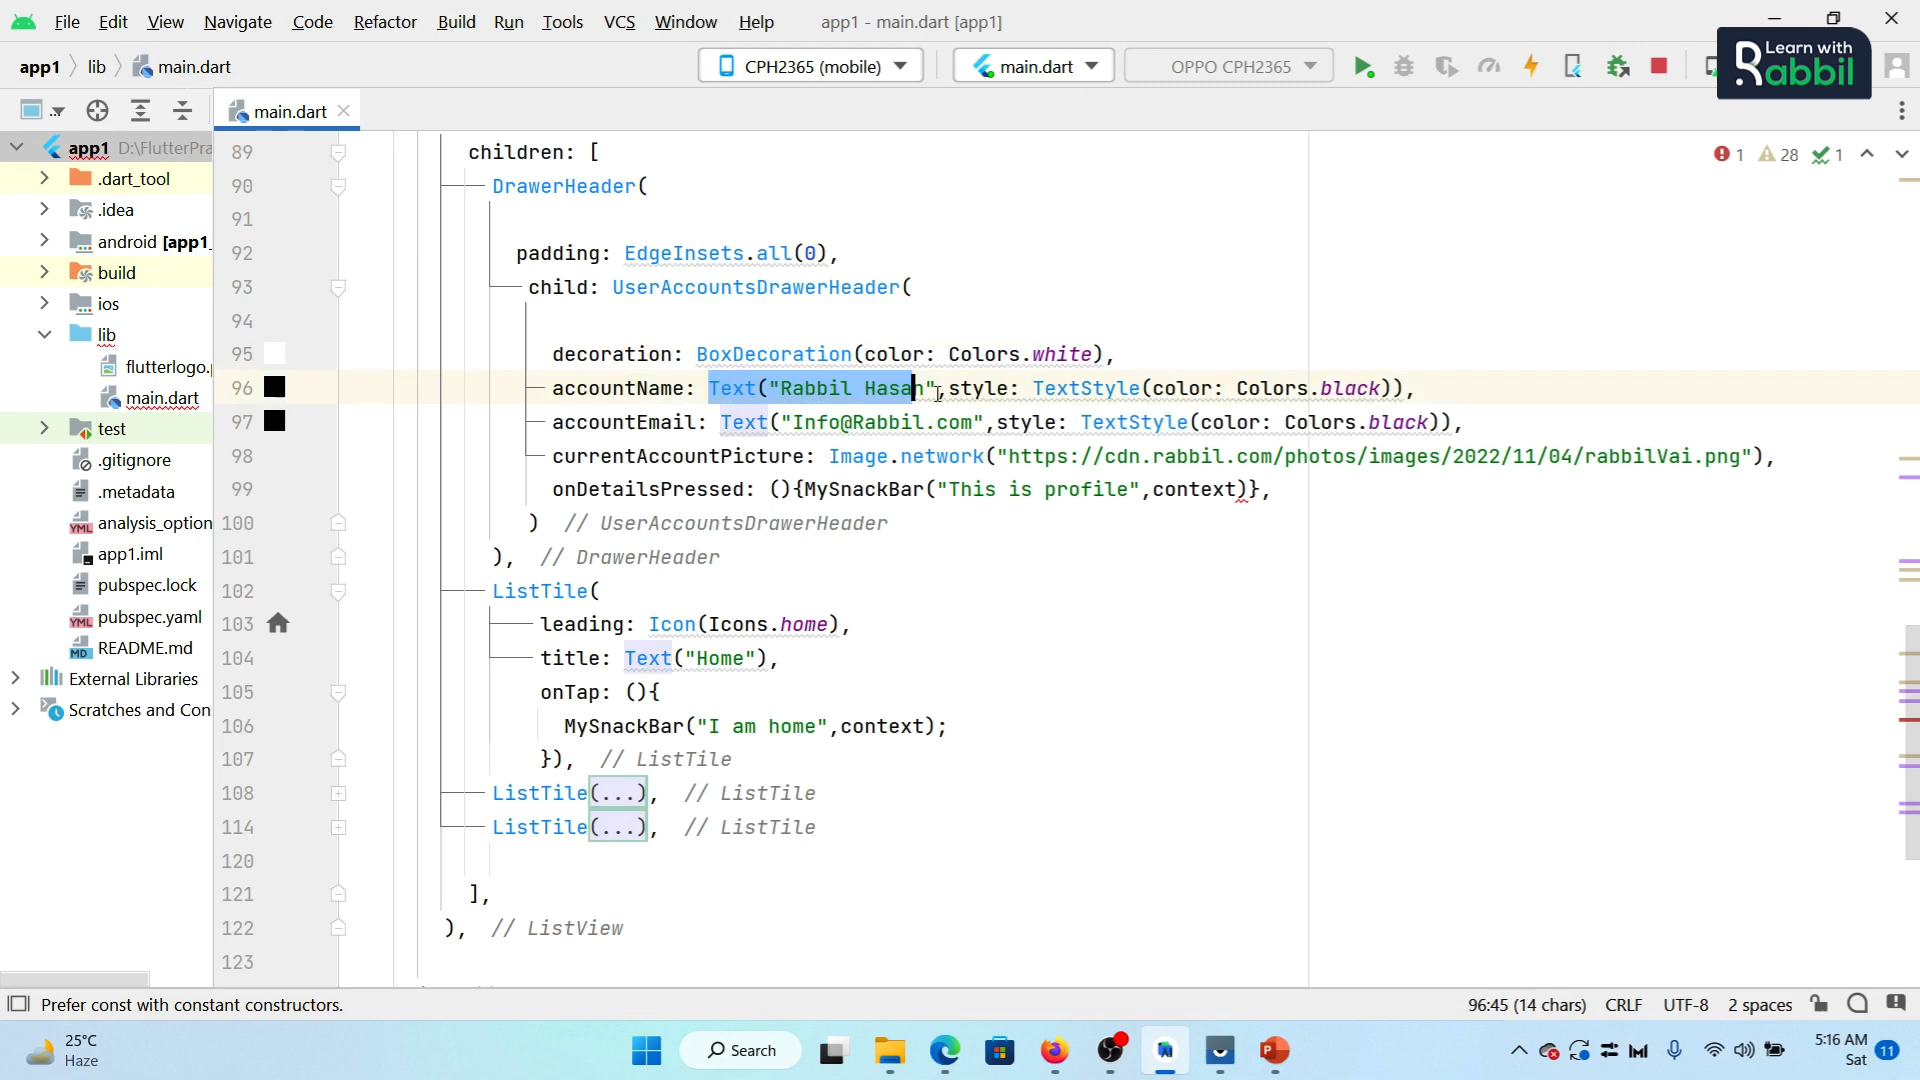 File Edit View Navigate Code Refactor Build Run Tools VCS Window Help app1 - main.dart [app1]
app1 lib main.dart CPH2365 (mobile) main.dart OPPO CPH2365
Learn with
Rabbil
main.dart
app1 D:\FlutterPra
.dart_tool
.idea
android [app1_
build
ios
lib
flutterlogo.p
main.dart
test
.gitignore
.metadata
analysis_option
app1.iml
pubspec.lock
pubspec.yaml
README.md
External Libraries
Scratches and Con
1 28 1
89 children: [
90 DrawerHeader(
91
92 padding: EdgeInsets.all(0),
93 child: UserAccountsDrawerHeader(
94
95 decoration: BoxDecoration(color: Colors.white),
96 accountName: Text("Rabbil Hasan",style: TextStyle(color: Colors.black)),
97 accountEmail: Text("Info@Rabbil.com",style: TextStyle(color: Colors.black)),
98 currentAccountPicture: Image.network("https://cdn.rabbil.com/photos/images/2022/11/04/rabbilVai.png"),
99 onDetailsPressed: (){MySnackBar("This is profile",context)},
100 ) // UserAccountsDrawerHeader
101 ), // DrawerHeader
102 ListTile(
103 leading: Icon(Icons.home),
104 title: Text("Home"),
105 onTap: (){
106 MySnackBar("I am home",context);
107 }), // ListTile
108 ListTile(...), // ListTile
114 ListTile(...), // ListTile
120
121 ],
122 ), // ListView
123
Prefer const with constant constructors. 96:45 (14 chars) CRLF UTF-8 2 spaces
25°C
Haze
Search
5:16 AM
Sat
11